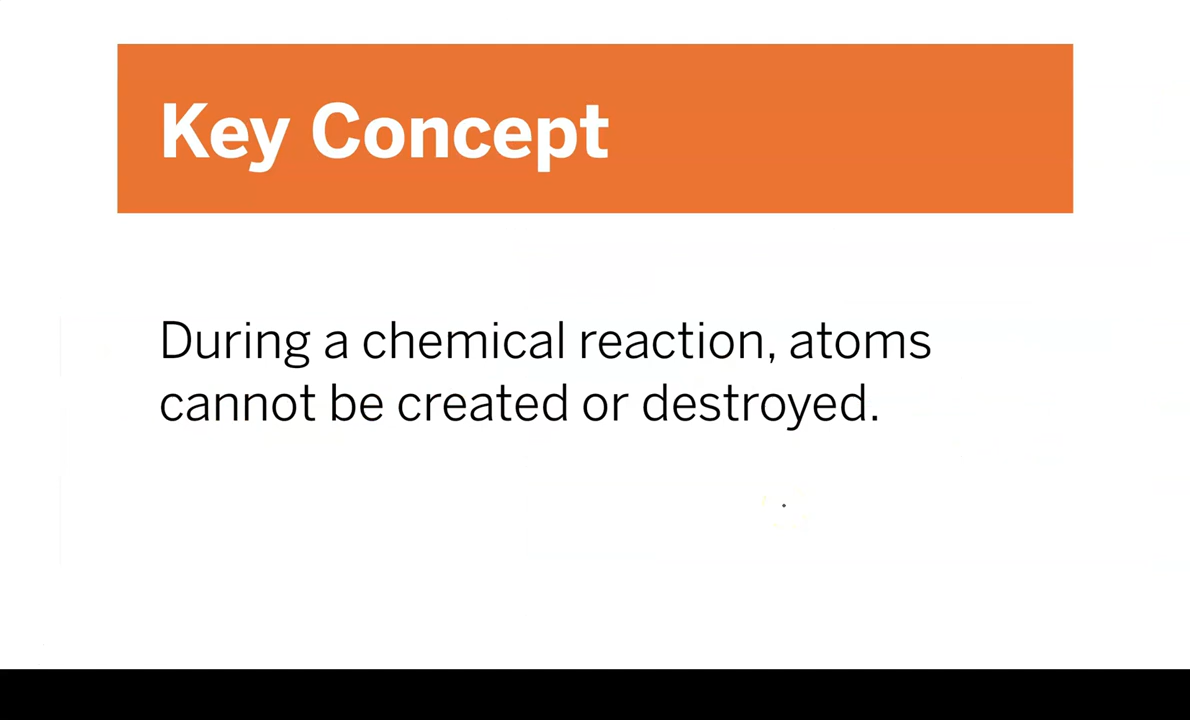 Key Concept
During a chemical reaction, atoms
cannot be created or destroyed.